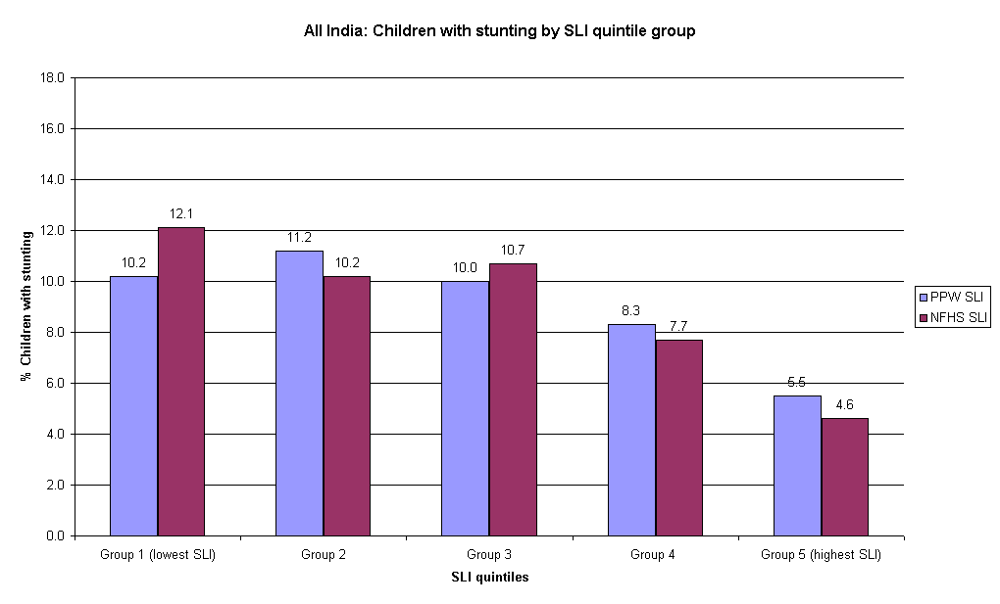 All India: Children with stunting by SLI quintile group
18.0
16.0
14.0
12.0
10.0
8.0
6.0
4.0
2.0
0.0
% Children with stunting
10.2
12.1
11.2
10.2
10.0
10.7
8.3
7.7
5.5
4.6
Group 1 (lowest SLI)
Group 2
Group 3
Group 4
Group 5 (highest SLI)
SLI quintiles
PPW SLI
NFHS SLI